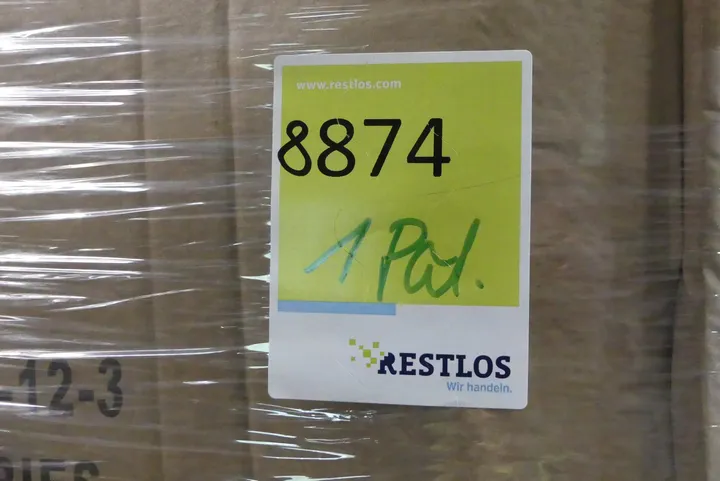 www.restlos.com
8874
1 Pal.
RESTLOS
Wir handeln.
-12-3